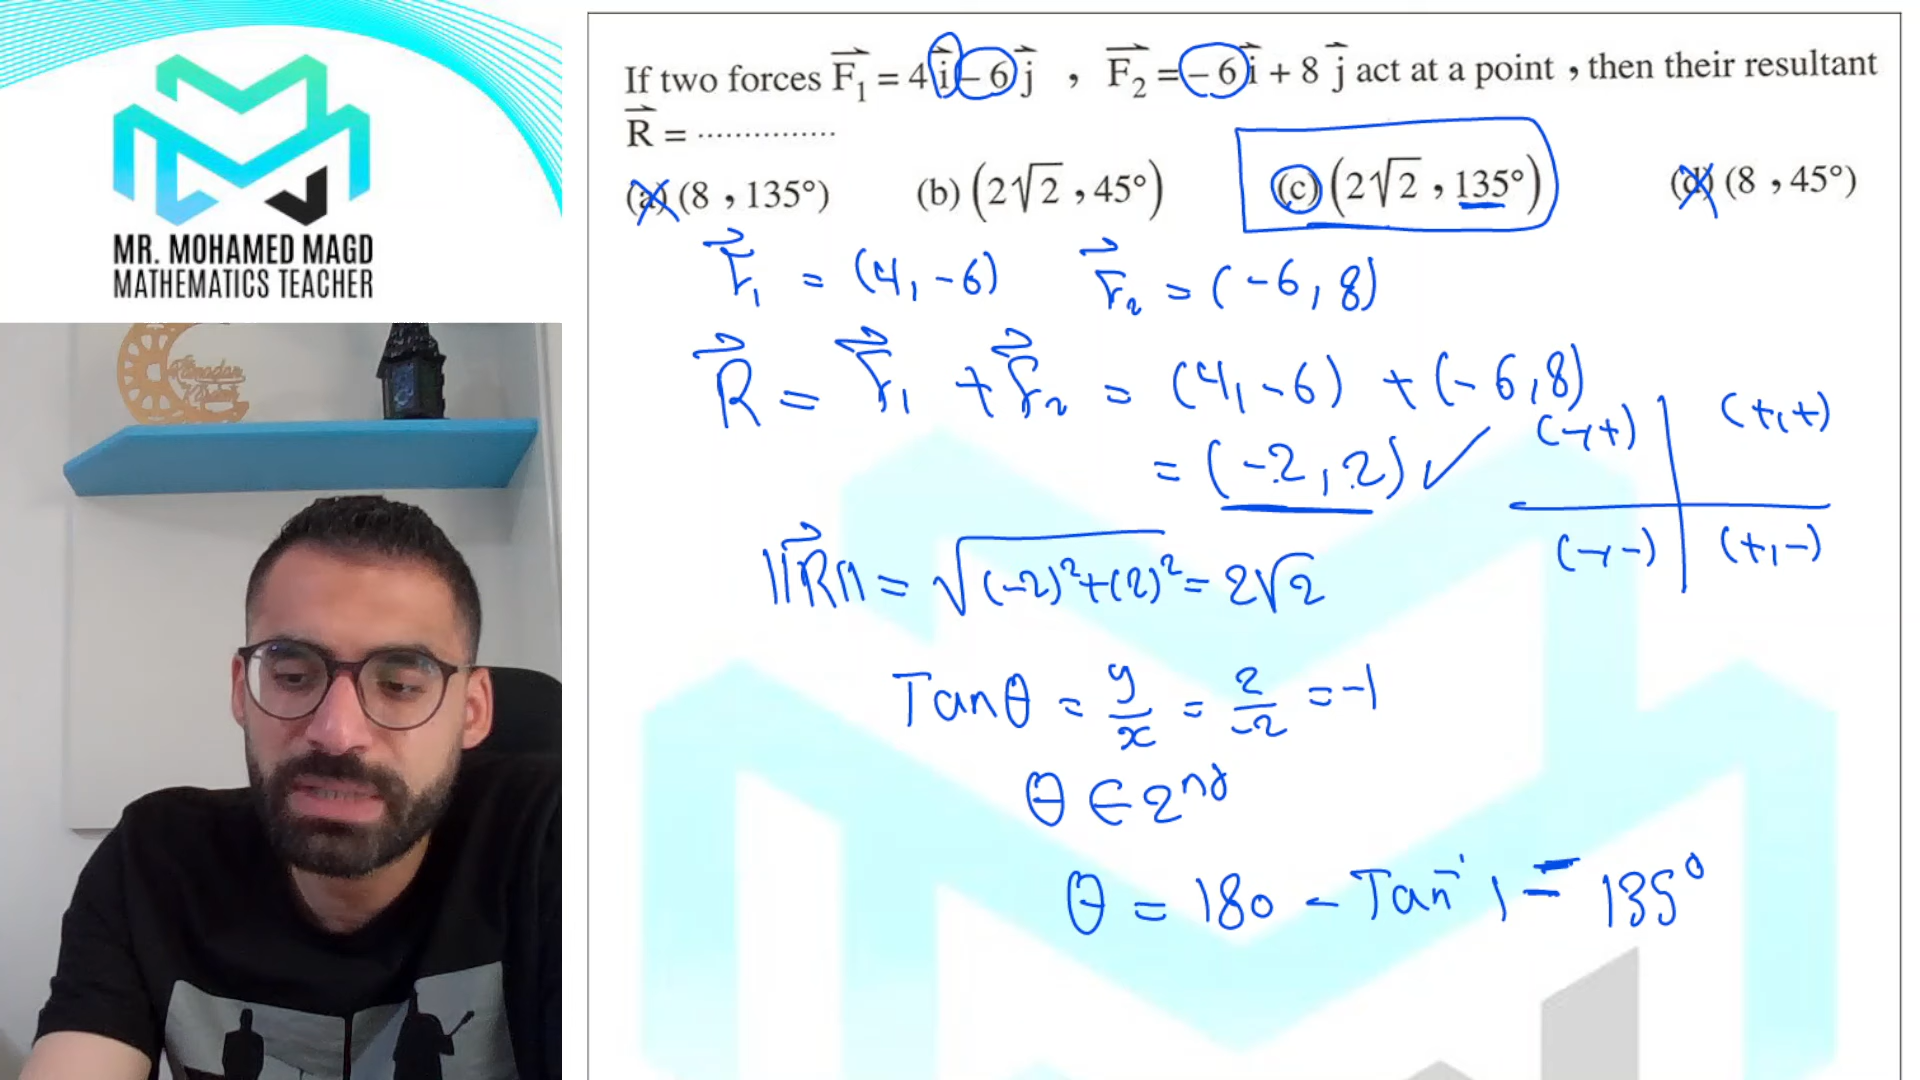 MR. MOHAMED MAGD
MATHEMATICS TEACHER
Ramadan
If two forces F₁ = 4 i − 6 j , F₂ = − 6 i + 8 j act at a point , then their resultant
R = ...............
(a) (8 , 135°) (b) (2√2 , 45°) (c) (2√2 , 135°) (d) (8 , 45°)
F₁ = (4, -6) F₂ = (-6, 8)
R = F₁ + F₂ = (4, -6) + (-6, 8)
= (-2, 2) ✓
(-, +) (+, +)
(-, -) (+, -)
||R|| = √((-2)² + (2)²) = 2√2
Tan θ = y/x = 2/-2 = -1
θ ∈ 2nd
θ = 180 - Tan⁻¹ 1 = 135°